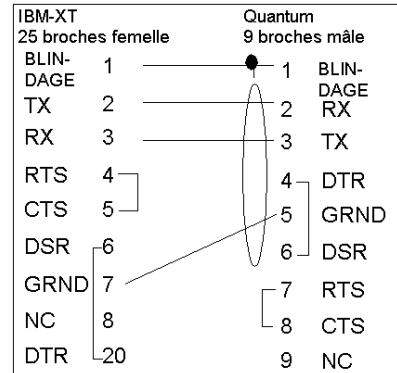 IBM-XT Quantum
25 broches femelle 9 broches mâle
BLIN-
DAGE 1 1 BLIN-
DAGE
TX 2 2 RX
RX 3 3 TX
RTS 4 4 DTR
CTS 5 5 GRND
DSR 6 6 DSR
GRND 7 7 RTS
NC 8 8 CTS
DTR 20 9 NC